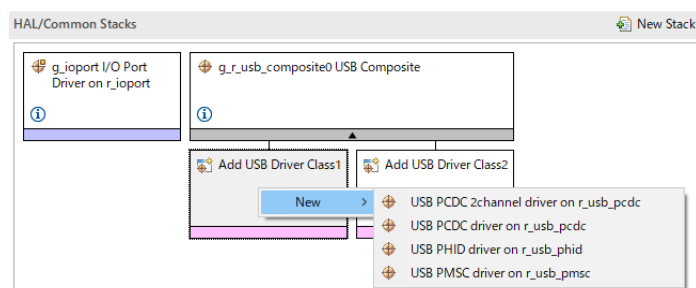 HAL/Common Stacks
New Stack
g_ioport I/O Port
Driver on r_ioport
g_r_usb_composite0 USB Composite
Add USB Driver Class1
Add USB Driver Class2
New
USB PCDC 2channel driver on r_usb_pcdc
USB PCDC driver on r_usb_pcdc
USB PHID driver on r_usb_phid
USB PMSC driver on r_usb_pmsc